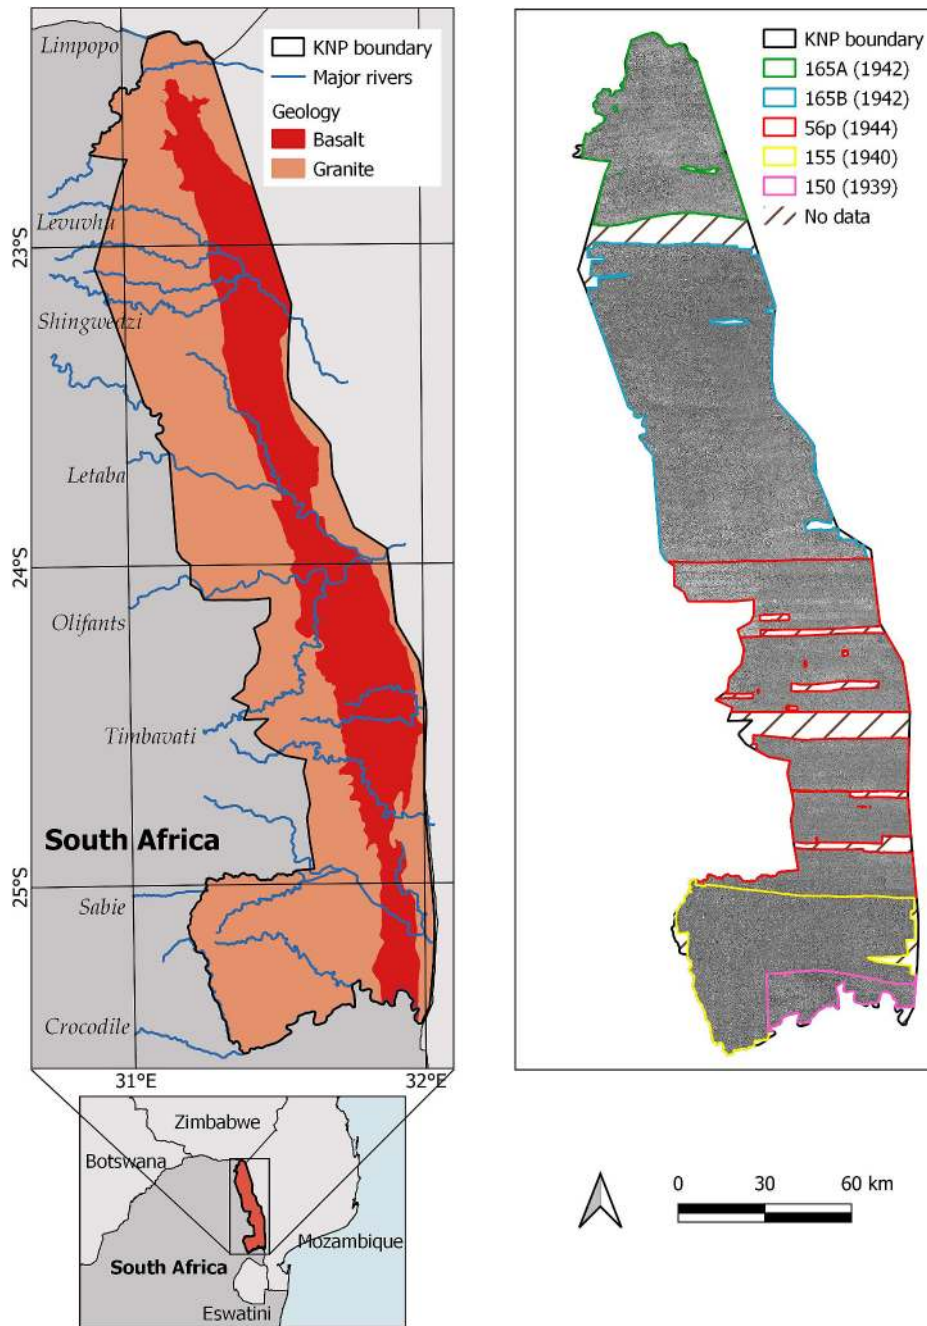 KNP boundary
Major rivers
Geology
Basalt
Granite
Limpopo
Levuvhu
Shingwedzi
Letaba
Olifants
Timbavati
South Africa
Sabie
Crocodile
23°S
24°S
25°S
31°E
32°E
KNP boundary
165A (1942)
165B (1942)
56p (1944)
155 (1940)
150 (1939)
No data
Zimbabwe
Botswana
Mozambique
South Africa
Eswatini
0 30 60 km